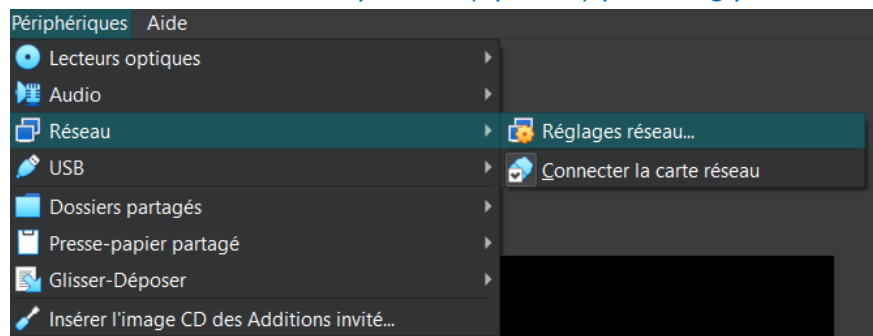 Périphériques Aide
Lecteurs optiques
Audio
Réseau
Réglages réseau...
USB
Connecter la carte réseau
Dossiers partagés
Presse-papier partagé
Glisser-Déposer
Insérer l'image CD des Additions invité...